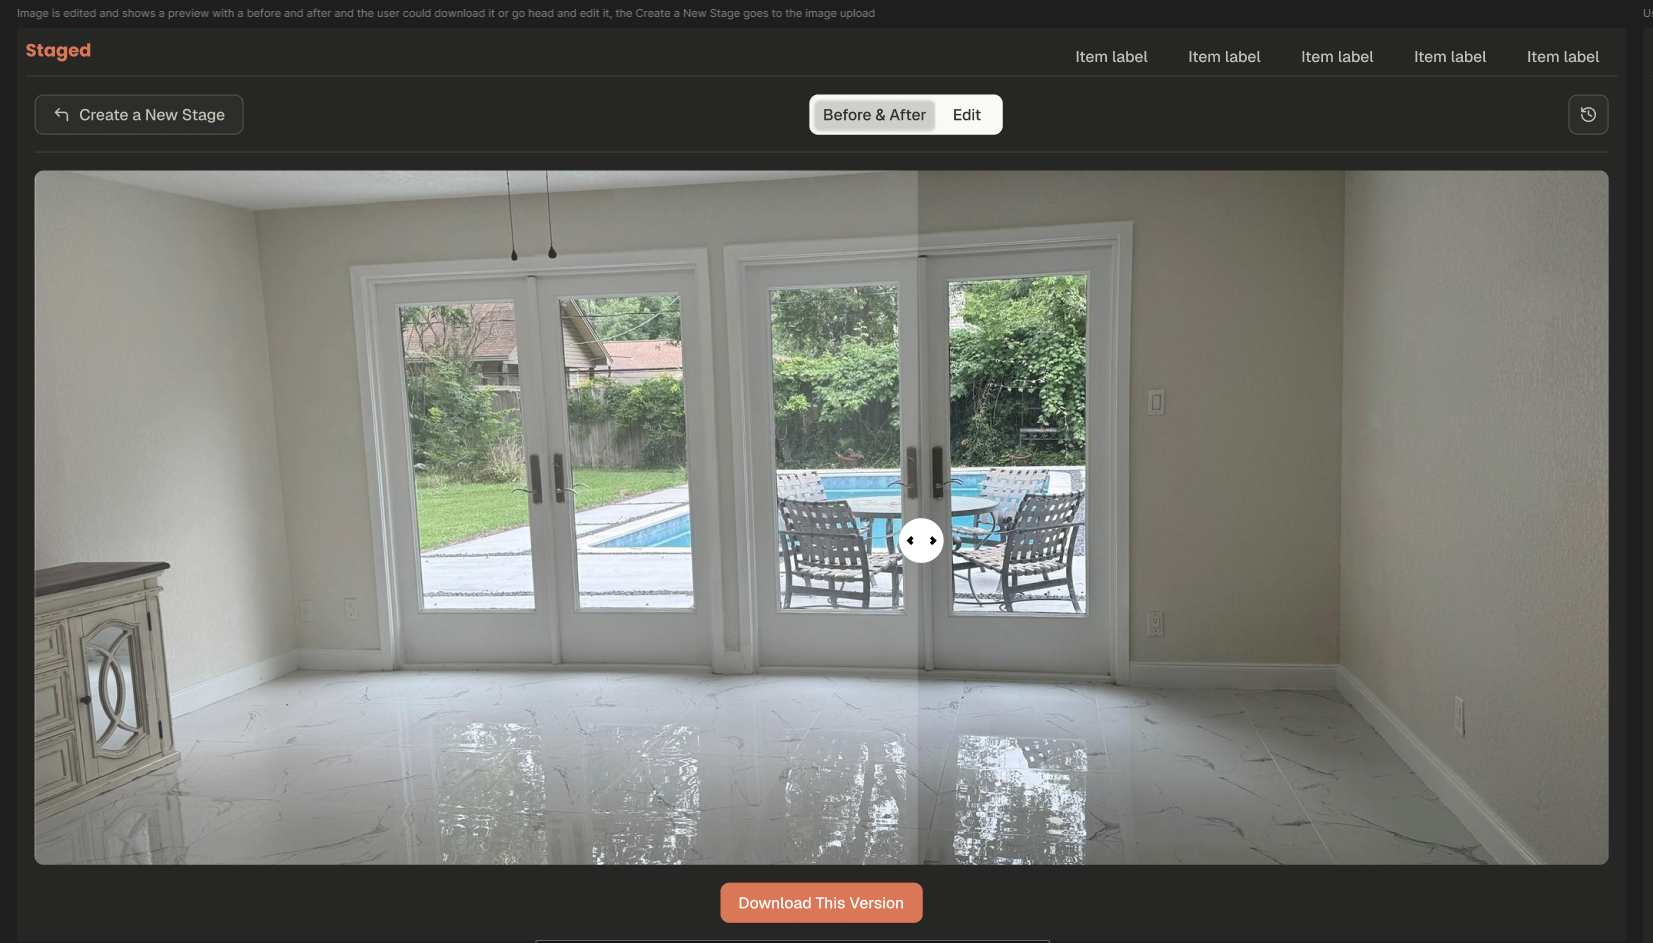 Image is edited and shows a preview with a before and after and the user could download it or go head and edit it, the Create a New Stage goes to the image upload
Staged
Item label
Item label
Item label
Item label
Item label
Create a New Stage
Before & After
Edit
Download This Version